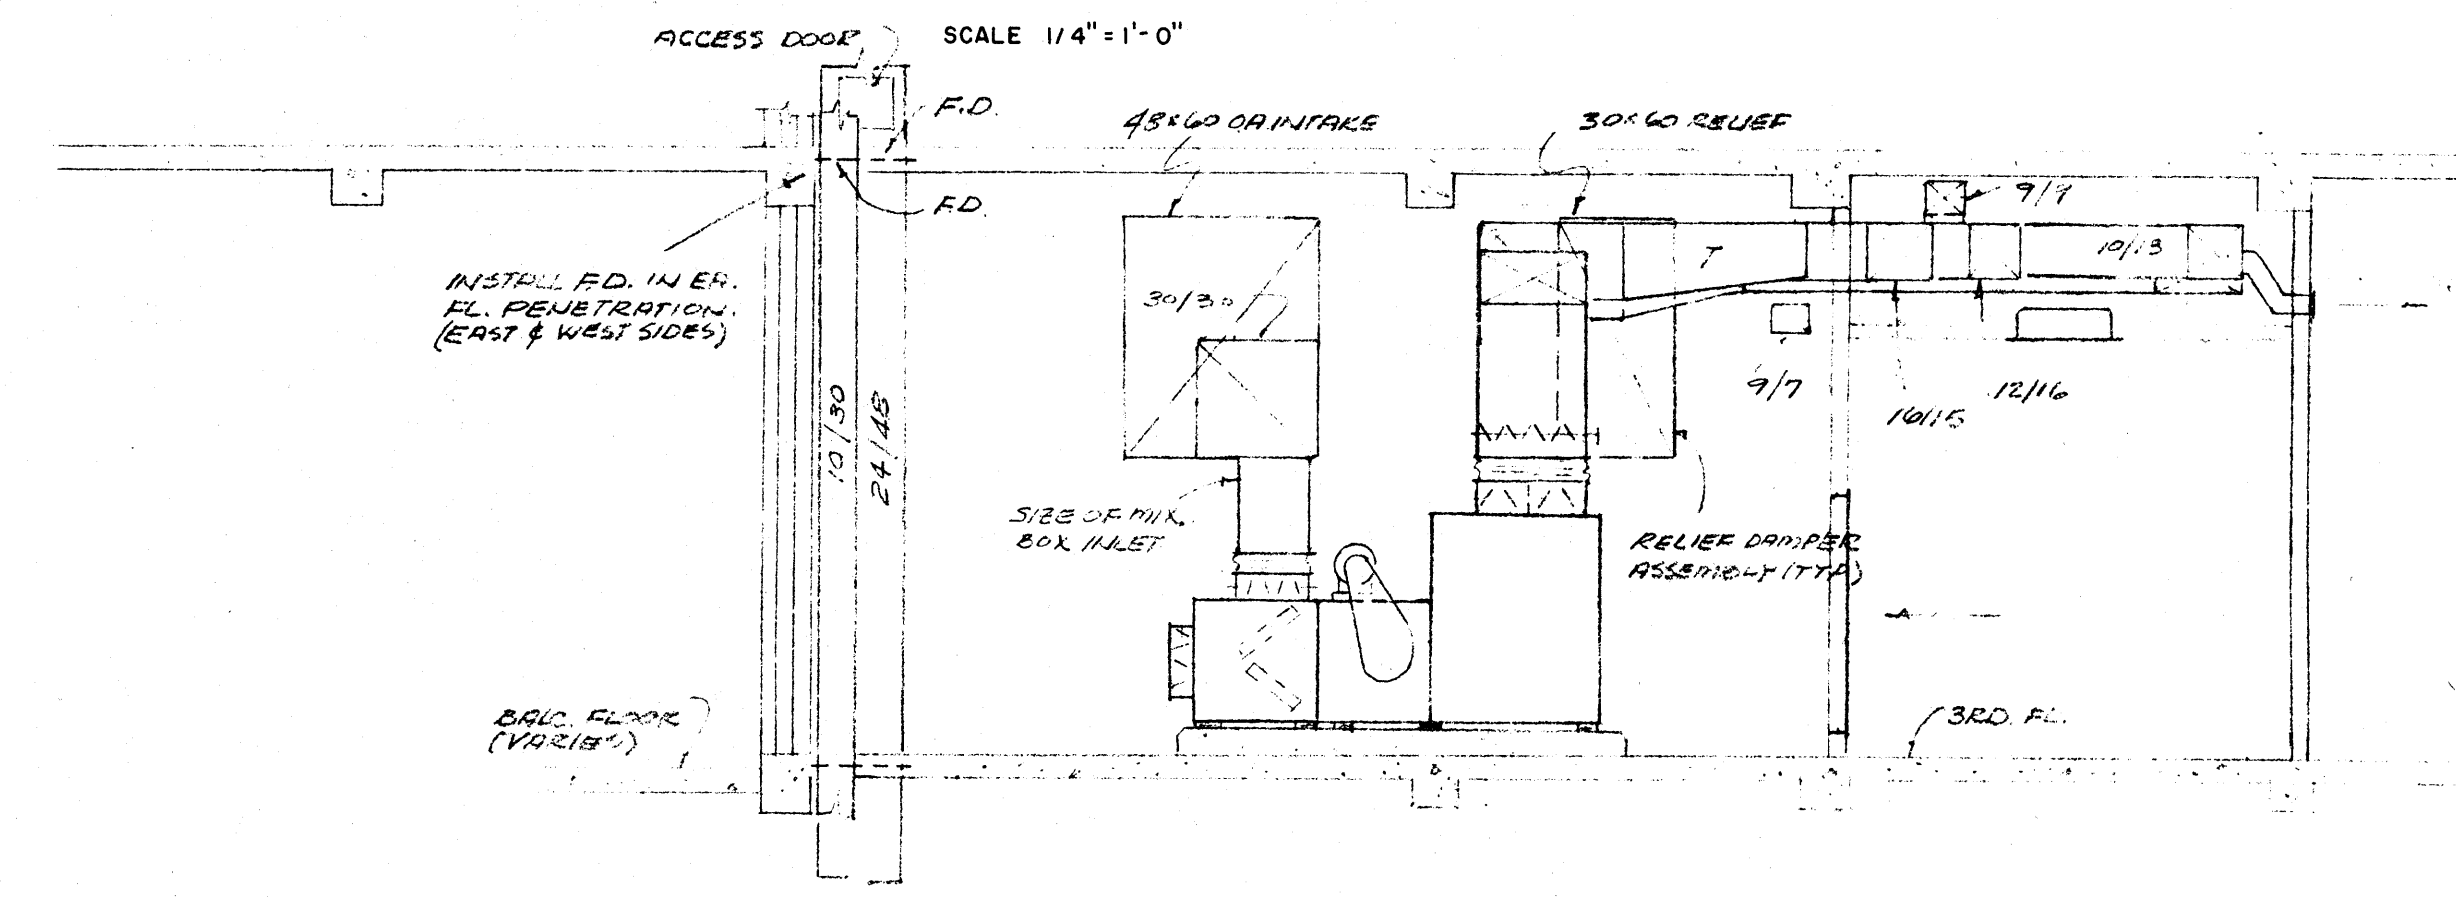 ACCESS DOOR
SCALE 1/4" = 1'-0"
F.D.
48x60 OA INTAKE
30x60 RELIEF
9/9
F.D.
10/13
T
INSTALL F.D. IN EA.
FL. PENETRATION.
(EAST & WEST SIDES)
30/30
9/7
12/16
16/15
10/30
24/48
SIZE OF MIX.
BOX INLET
RELIEF DAMPER
ASSEMBLY (TYP)
BALC. FLOOR
(VARIES)
3RD. FL.